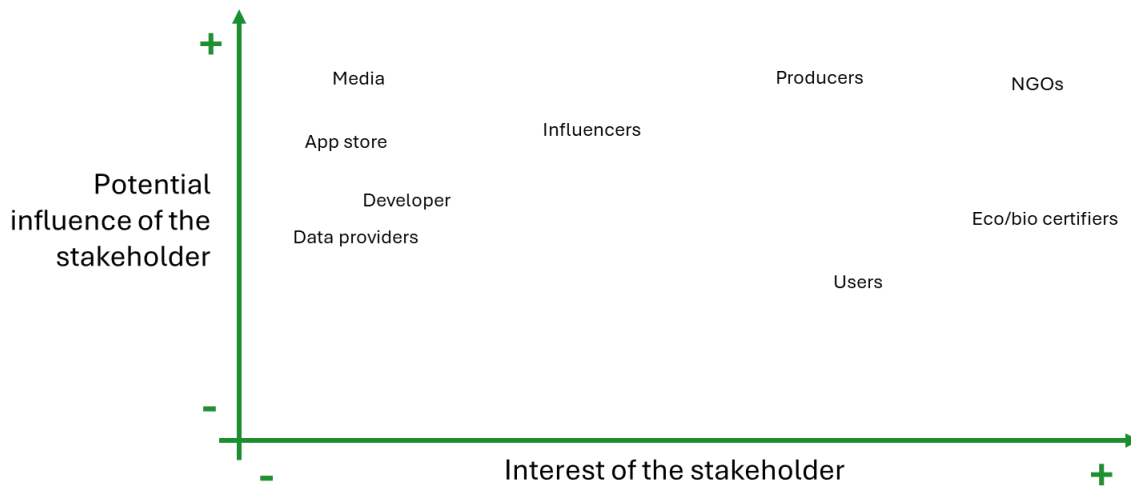 +
Media
Producers
NGOs
Influencers
App store
Potential
influence of the
stakeholder
Developer
Eco/bio certifiers
Data providers
Users
-
Interest of the stakeholder
-
+